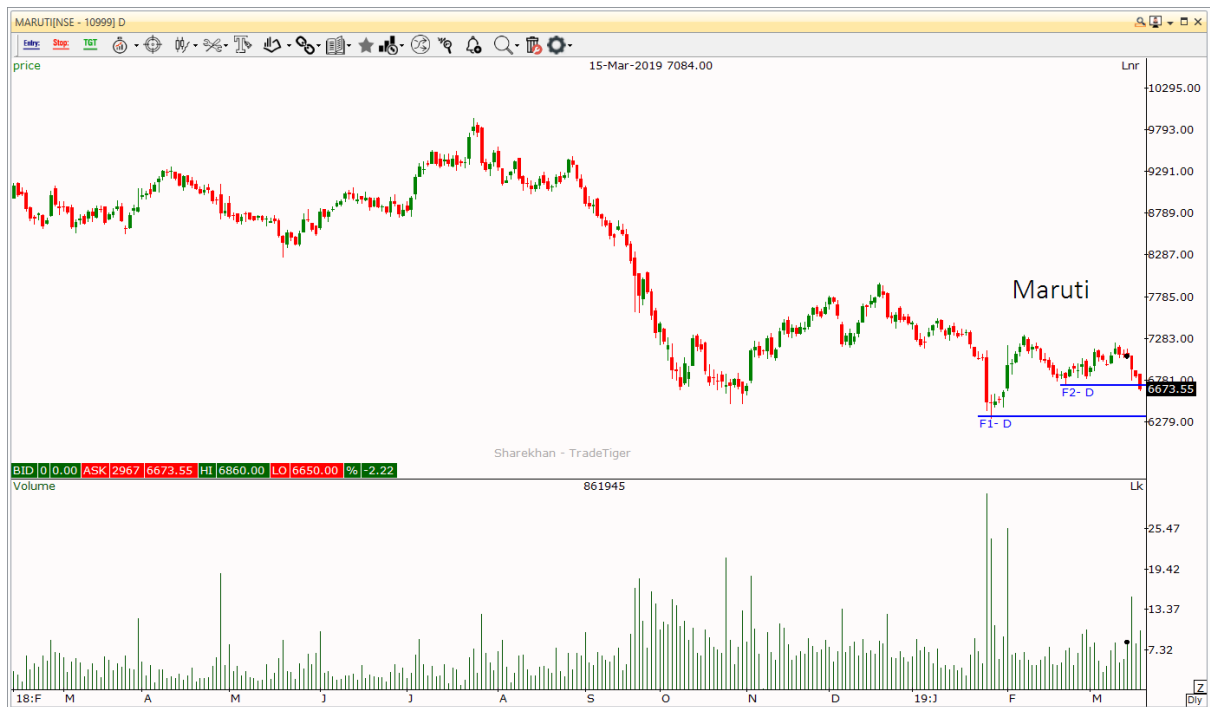 MARUTI[NSE - 10999] D
Entry: Stop: TGT
price 15-Mar-2019 7084.00 Lnr
10295.00
9793.00
9291.00
8789.00
8287.00
Maruti
7785.00
7283.00
6781.00
6673.55
F2- D
F1- D
6279.00
Sharekhan - TradeTiger
BID 0 0.00 ASK 2967 6673.55 HI 6860.00 LO 6650.00 % -2.22
Volume 861945 Lk
25.47
19.42
13.37
7.32
18:F M A M J J A S O N D 19:J F M
Z
Dly